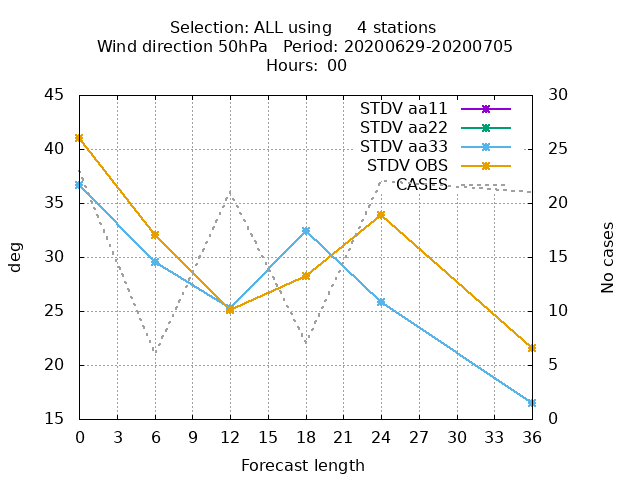 Selection: ALL using     4 stations
Wind direction 50hPa   Period: 20200629-20200705
Hours:  00
45 30
STDV aa11
STDV aa22
STDV aa33
STDV OBS
CASES
40 25
35 20
30 15
25 10
20 5
15 0
deg
No cases
0 3 6 9 12 15 18 21 24 27 30 33 36
Forecast length